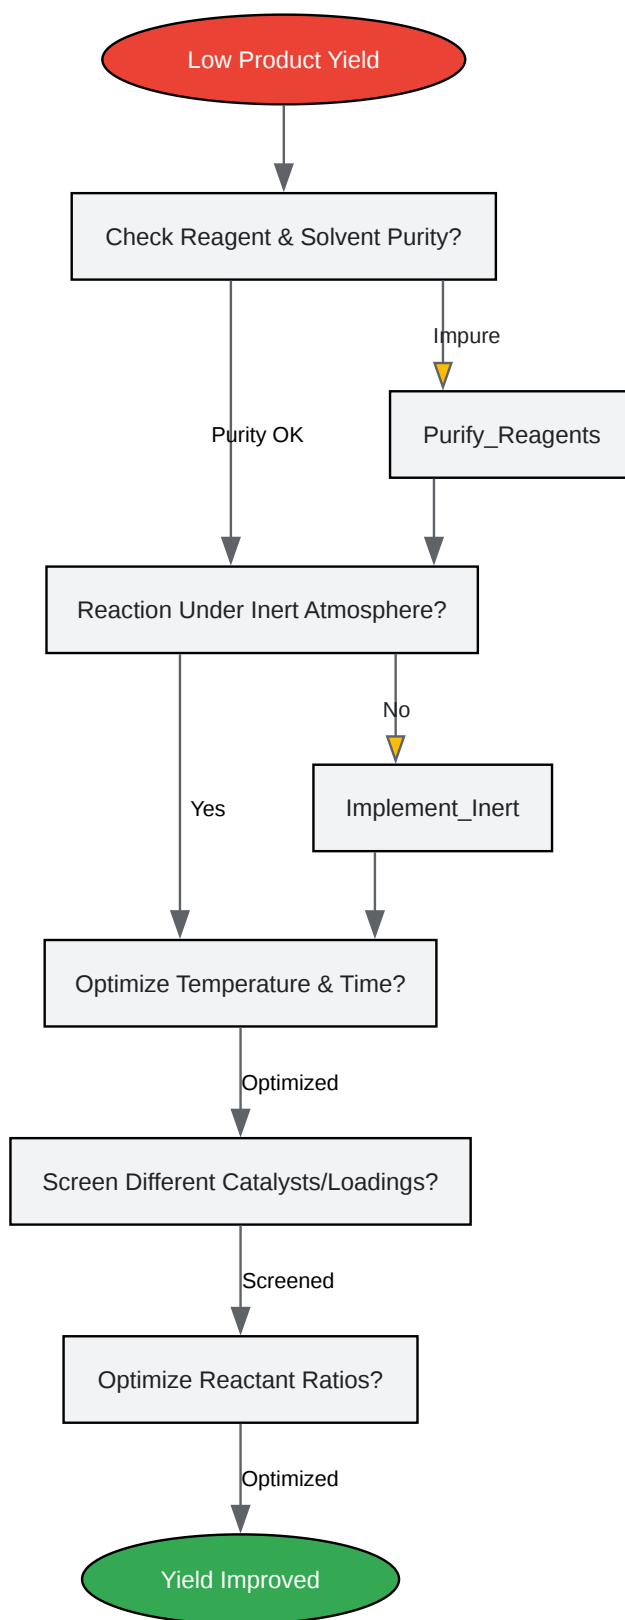 Low Product Yield
Check Reagent & Solvent Purity?
Impure
Purity OK
Purify_Reagents
Reaction Under Inert Atmosphere?
No
Yes
Implement_Inert
Optimize Temperature & Time?
Optimized
Screen Different Catalysts/Loadings?
Screened
Optimize Reactant Ratios?
Optimized
Yield Improved